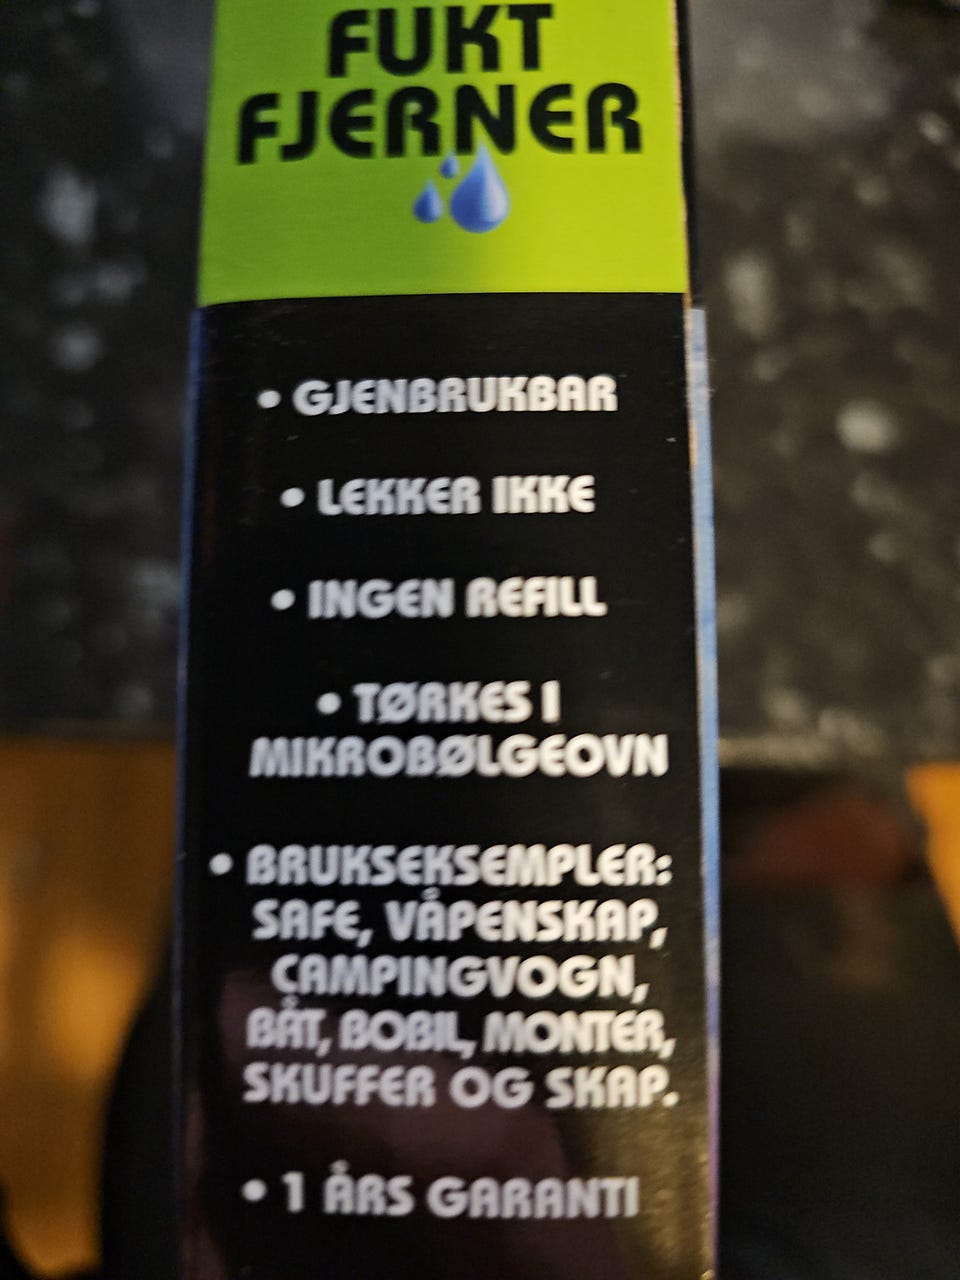 FUKT
FJERNER
• GJENBRUKBAR
• LEKKER IKKE
• INGEN REFILL
• TØRKES I
MIKROBØLGEOVN
• BRUKSEKSEMPLER:
SAFE, VÅPENSKAP,
CAMPINGVOGN,
BÅT, BOBIL, MONTER,
SKUFFER OG SKAP.
• 1 ÅRS GARANTI